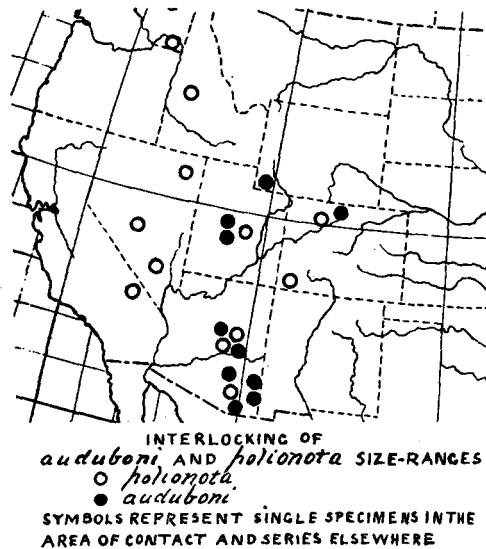 INTERLOCKING OF
auduboni AND holionota SIZE-RANGES
holionota
auduboni
SYMBOLS REPRESENT SINGLE SPECIMENS IN THE
AREA OF CONTACT AND SERIES ELSEWHERE